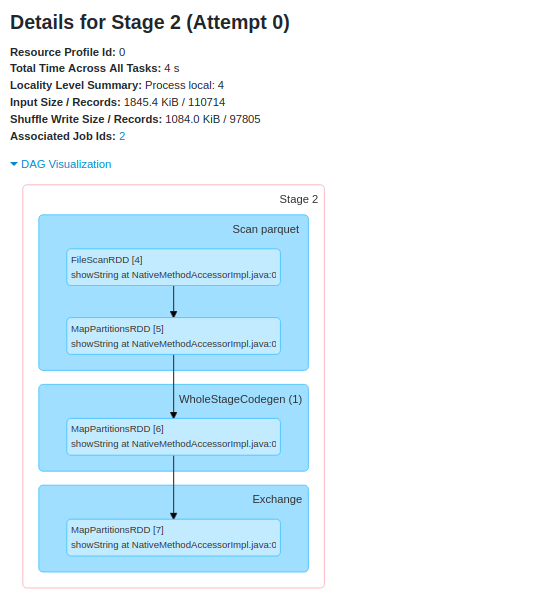 Details for Stage 2 (Attempt 0)
Resource Profile Id: 0
Total Time Across All Tasks: 4 s
Locality Level Summary: Process local: 4
Input Size / Records: 1845.4 KiB / 110714
Shuffle Write Size / Records: 1084.0 KiB / 97805
Associated Job Ids: 2
DAG Visualization
Stage 2
Scan parquet
FileScanRDD [4]
showString at NativeMethodAccessorImpl.java:0
MapPartitionsRDD [5]
showString at NativeMethodAccessorImpl.java:0
WholeStageCodegen (1)
MapPartitionsRDD [6]
showString at NativeMethodAccessorImpl.java:0
Exchange
MapPartitionsRDD [7]
showString at NativeMethodAccessorImpl.java:0